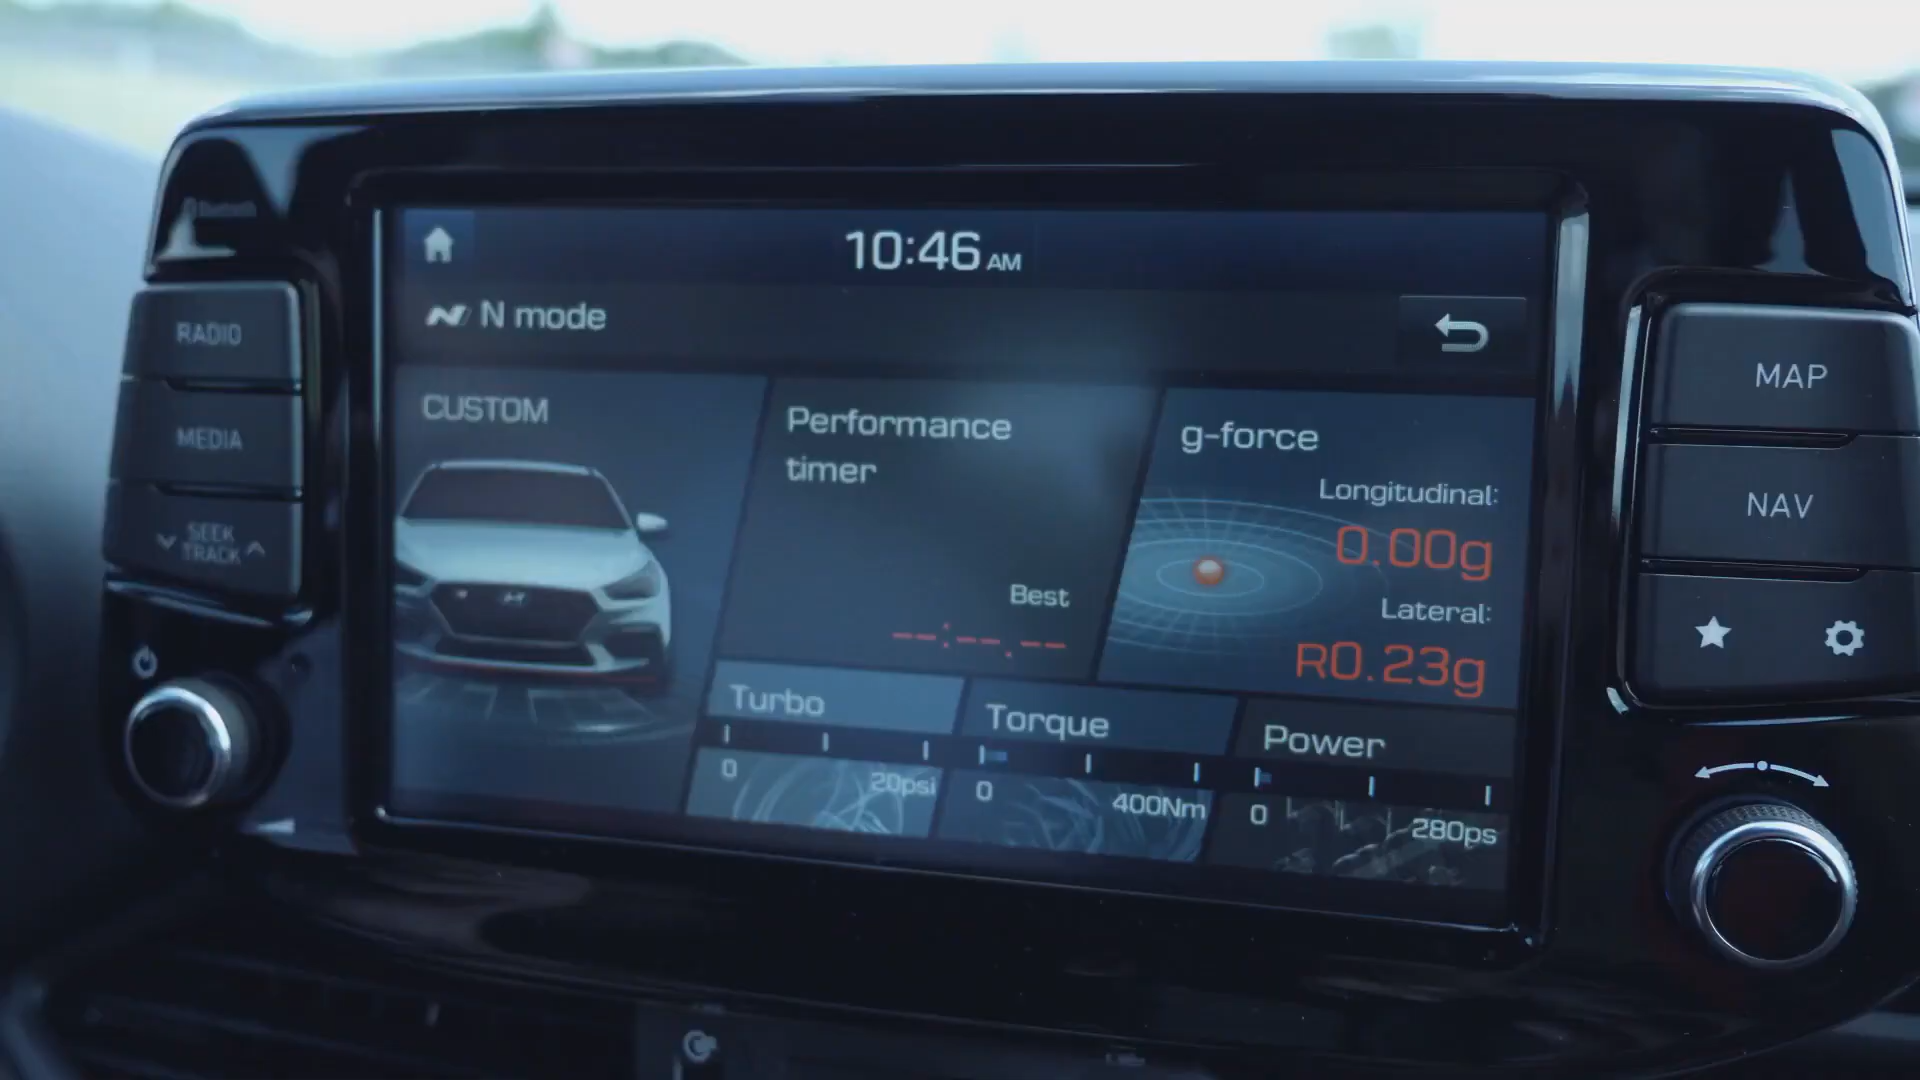 Bluetooth
10:46 AM
N mode
RADIO
MEDIA
SEEK
TRACK
CUSTOM
Performance
timer
Best
--:--.--
g-force
Longitudinal:
0.00g
Lateral:
R0.23g
Turbo
0
20psi
Torque
0
400Nm
Power
0
280ps
MAP
NAV